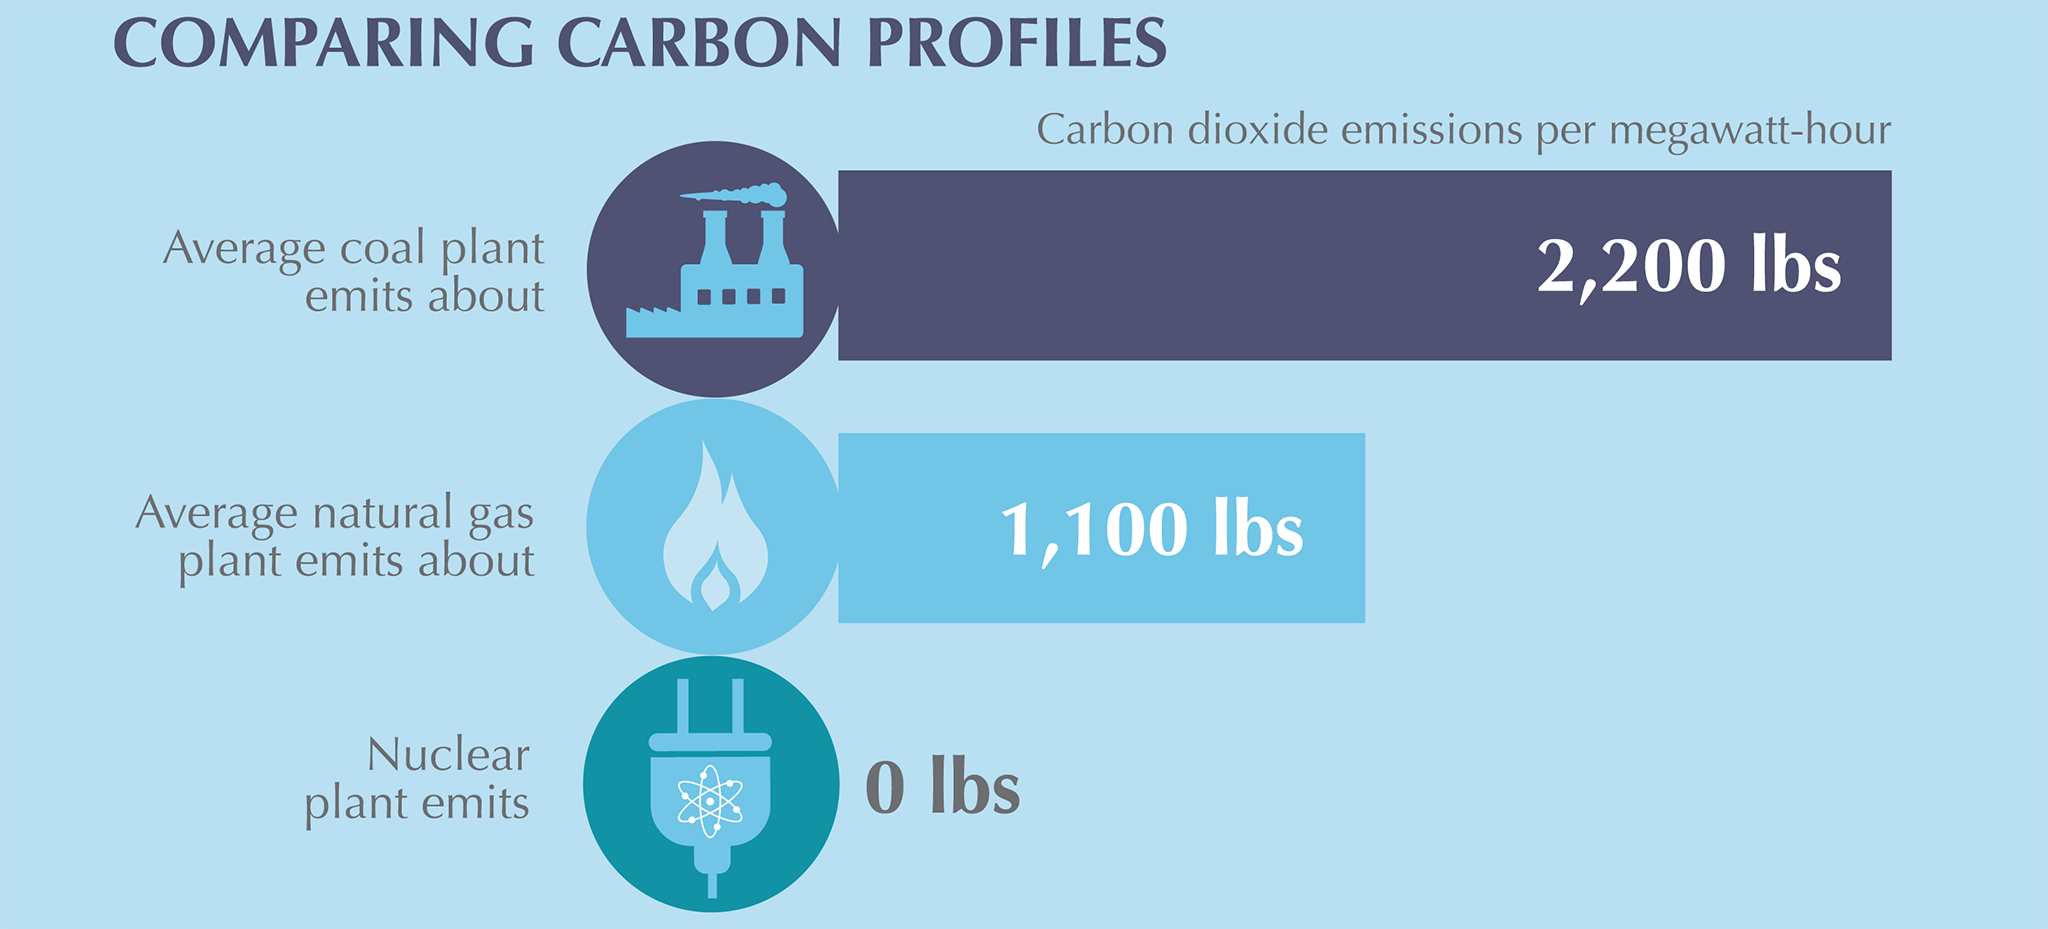 COMPARING CARBON PROFILES
Carbon dioxide emissions per megawatt-hour
Average coal plant
emits about
2,200 lbs
Average natural gas
plant emits about
1,100 lbs
Nuclear
plant emits
0 lbs